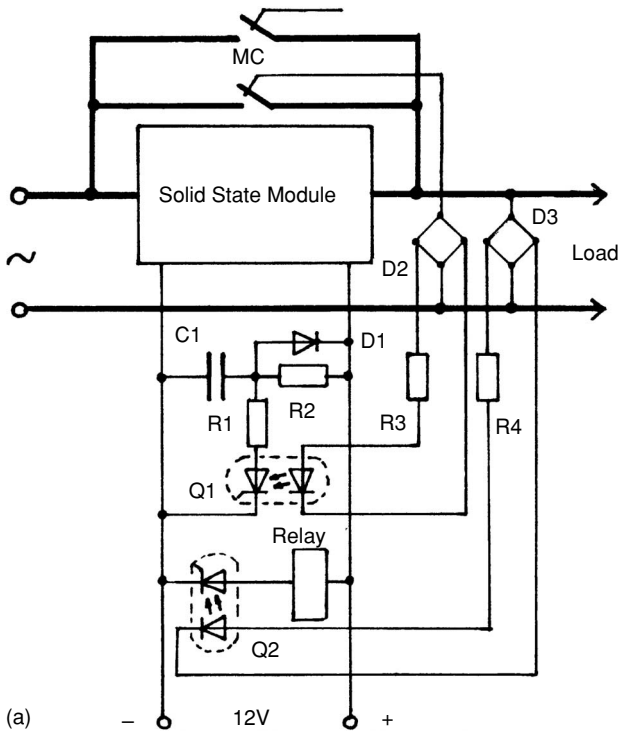 MC
Solid State Module
D3
D2
Load
∼
C1
D1
R1
R2
R3
R4
Q1
Relay
Q2
(a)
– 12V +